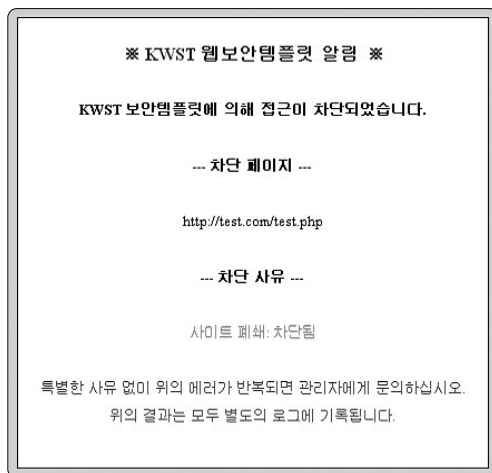 ※ KWST 웹보안템플릿 알림 ※
KWST 보안템플릿에 의해 접근이 차단되었습니다.
--- 차단 페이지 ---
http://test.com/test.php
--- 차단 사유 ---
사이트 폐쇄: 차단됨
특별한 사유 없이 위의 에러가 반복되면 관리자에게 문의하십시오.
위의 결과는 모두 별도의 로그에 기록됩니다.